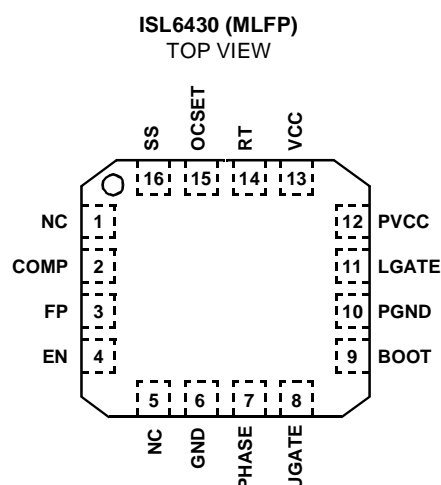 ISL6430 (MLFP)
TOP VIEW
SS
OCSET
RT
VCC
16
15
14
13
NC
1
12
PVCC
COMP
2
11
LGATE
FP
3
10
PGND
EN
4
9
BOOT
5
6
7
8
NC
GND
PHASE
UGATE